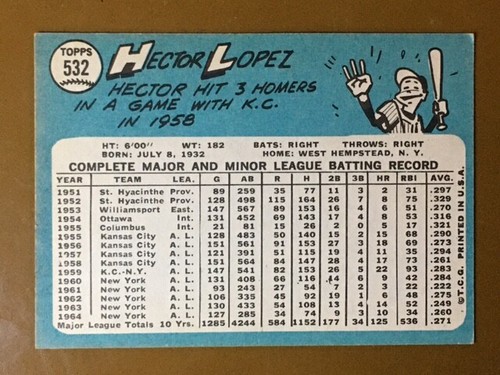 TOPPS
532
HECTOR LOPEZ
HECTOR HIT 3 HOMERS
IN A GAME WITH K.C.
IN 1958
HT: 6'00" WT: 182 BATS: RIGHT THROWS: RIGHT
BORN: JULY 8, 1932 HOME: WEST HEMPSTEAD, N. Y.
COMPLETE MAJOR AND MINOR LEAGUE BATTING RECORD
YEAR TEAM LEA. G AB R H 2B 3B HR RBI AVG.
1951 St. Hyacinthe Prov. 89 259 35 77 11 3 2 31 .297
1952 St. Hyacinthe Prov. 128 498 115 164 26 7 8 75 .329
1953 Williamsport East. 147 567 89 153 16 4 6 51 .270
1954 Ottawa Int. 131 452 69 143 4 8 53 .316
1955 Columbus Int. 21 81 15 26 2 0 5 17 .321
1955 Kansas City A. L. 128 483 50 140 15 2 15 68 .290
1956 Kansas City A. L. 151 561 91 153 27 3 18 69 .273
1957 Kansas City A. L. 121 391 51 115 19 4 11 35 .294
1958 Kansas City A. L. 151 564 84 147 28 4 17 73 .261
1959 K.C.-N.Y. A. L. 147 541 82 153 26 5 22 93 .283
1960 New York A. L. 131 408 66 116 14 6 9 42 .284
1961 New York A. L. 93 243 27 54 7 2 3 22 .222
1962 New York A. L. 106 335 45 92 19 1 6 48 .275
1963 New York A. L. 130 433 54 108 13 4 14 52 .249
1964 New York A. L. 127 285 34 74 9 3 10 34 .260
Major League Totals 10 Yrs. 1285 4244 584 1152 177 34 125 536 .271
© T.C.G. PRINTED IN U.S.A.